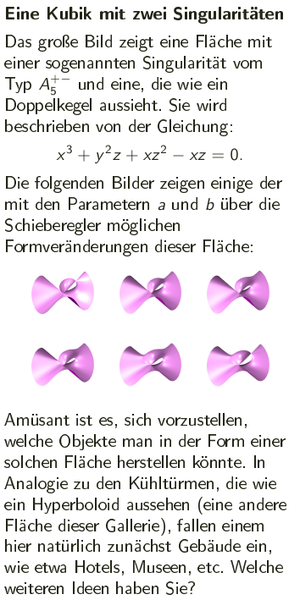 Eine Kubik mit zwei Singularitäten
Das große Bild zeigt eine Fläche mit
einer sogenannten Singularität vom
Typ A₅⁺⁻ und eine, die wie ein
Doppelkegel aussieht. Sie wird
beschrieben von der Gleichung:
x³ + y²z + xz² − xz = 0.
Die folgenden Bilder zeigen einige der
mit den Parametern a und b über die
Schieberegler möglichen
Formveränderungen dieser Fläche:
Amüsant ist es, sich vorzustellen,
welche Objekte man in der Form einer
solchen Fläche herstellen könnte. In
Analogie zu den Kühltürmen, die wie
ein Hyperboloid aussehen (eine andere
Fläche dieser Gallerie), fallen einem
hier natürlich zunächst Gebäude ein,
wie etwa Hotels, Museen, etc. Welche
weiteren Ideen haben Sie?